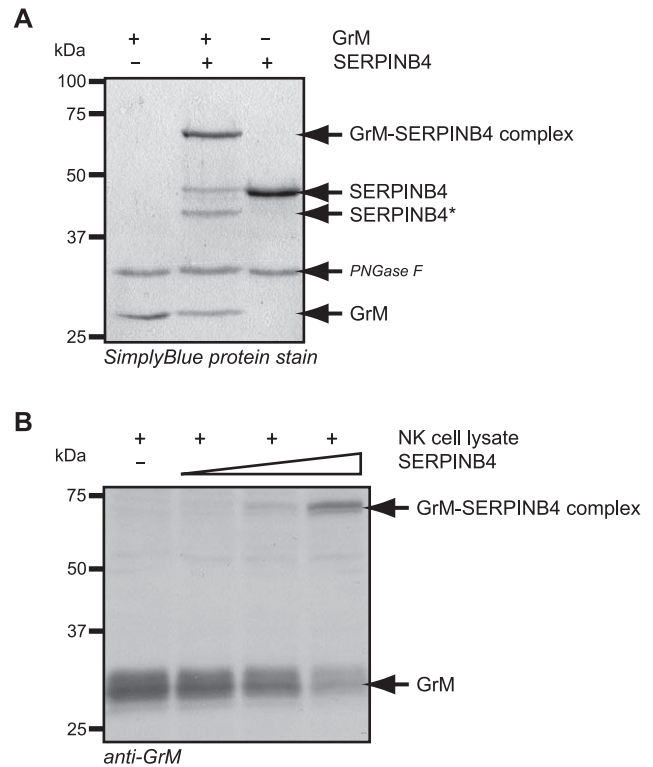 A
+ + – GrM
kDa – + + SERPINB4
100
75
GrM-SERPINB4 complex
50
SERPINB4
SERPINB4*
37
PNGase F
GrM
25
SimplyBlue protein stain
B
+ + + + NK cell lysate
kDa – SERPINB4
75
GrM-SERPINB4 complex
50
37
GrM
25
anti-GrM